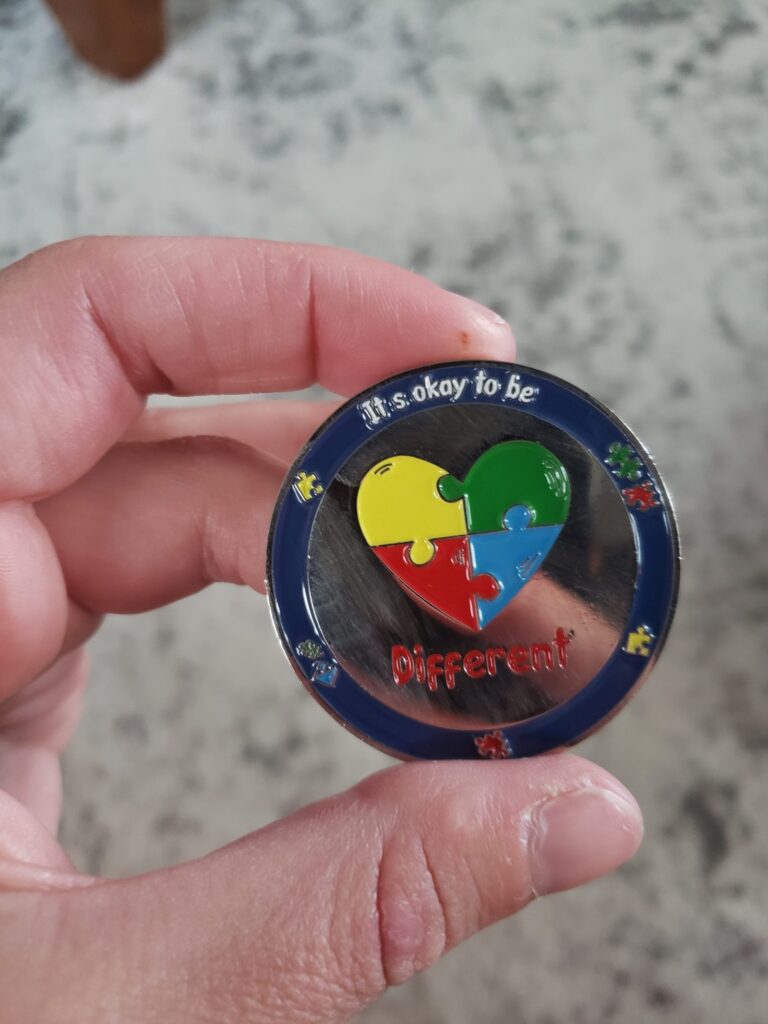 It's okay to be
Different